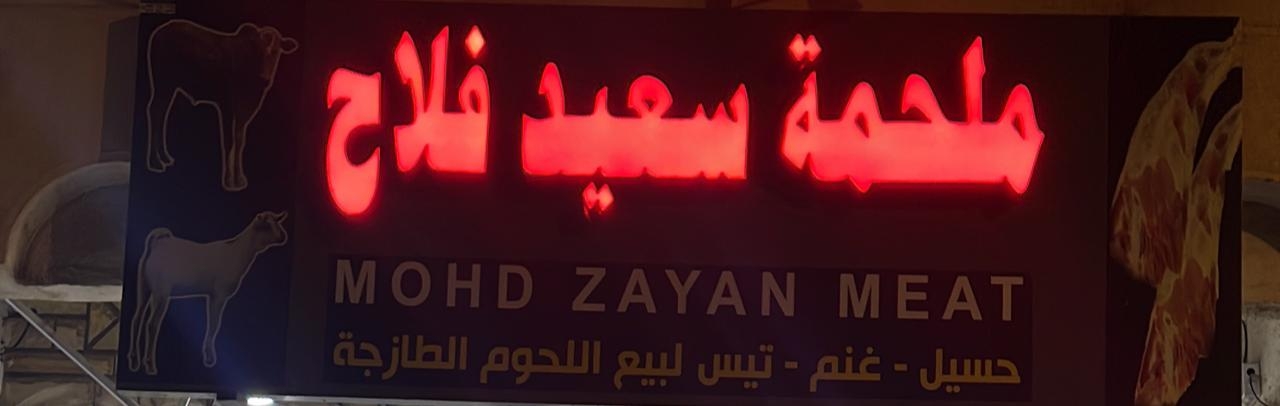 ملحمة سعيد فلاح
MOHD ZAYAN MEAT
حسيل - غنم - تيس لبيع اللحوم الطازجة